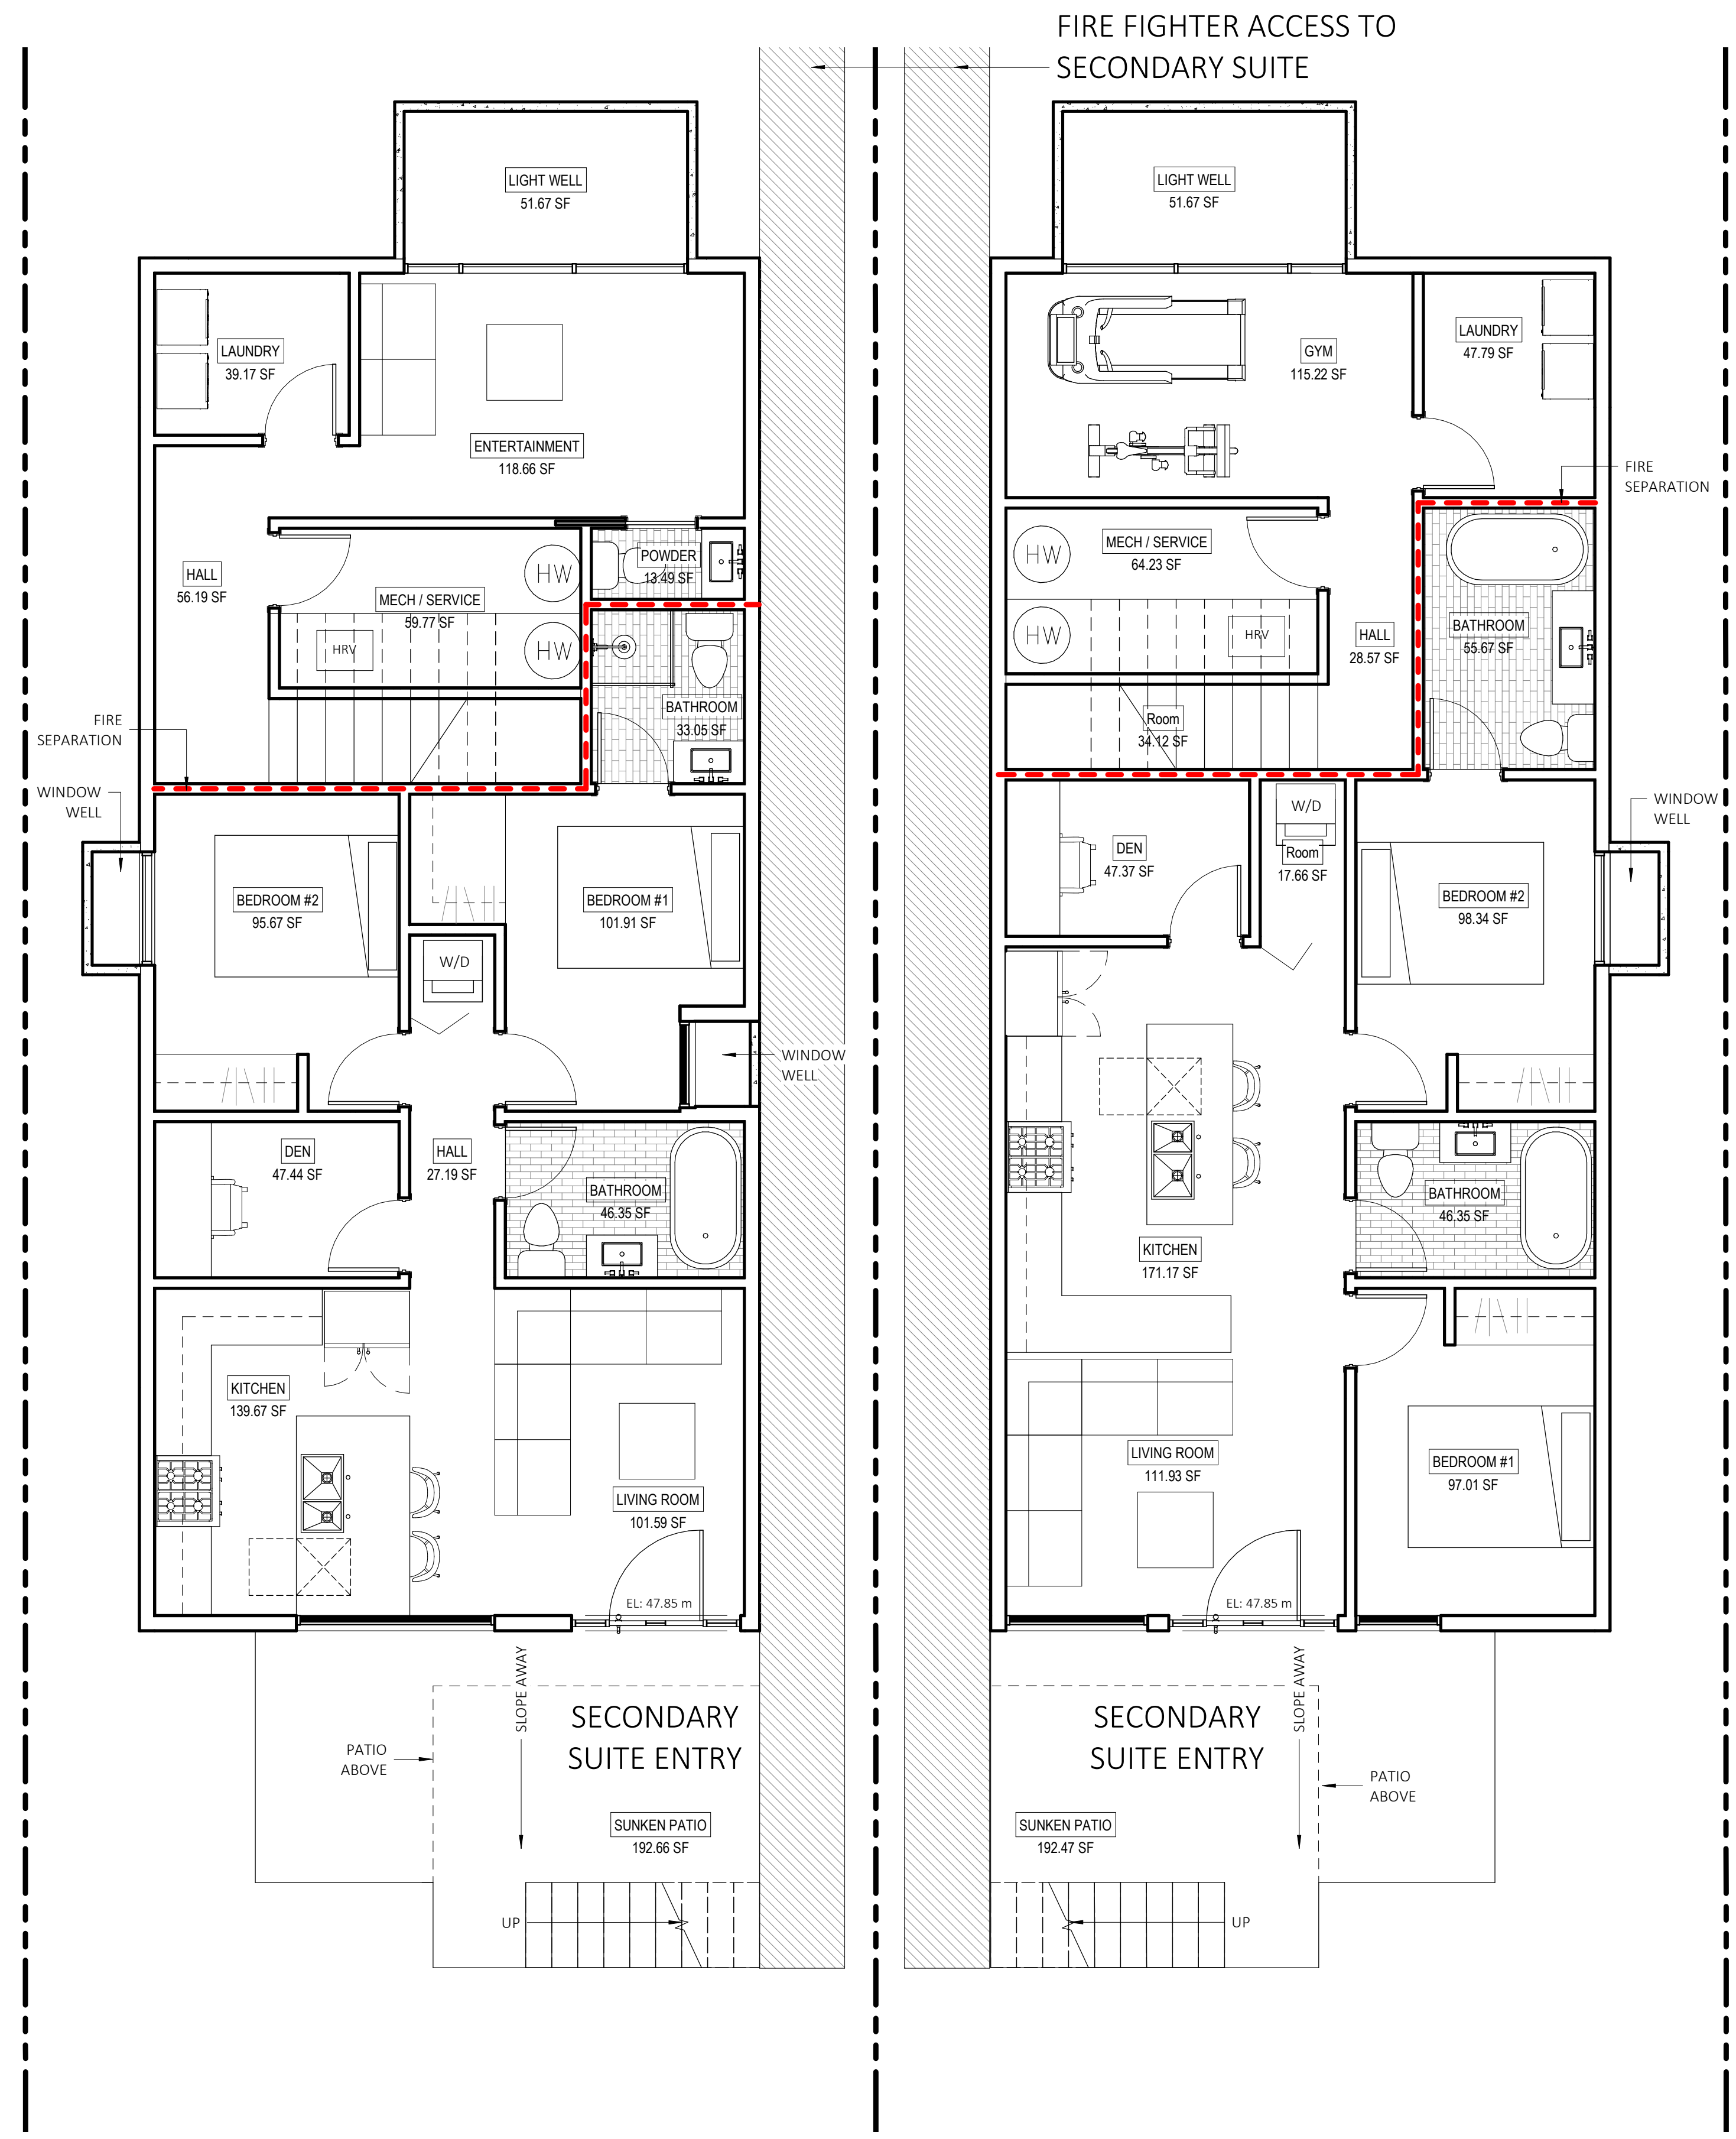 FIRE FIGHTER ACCESS TO
SECONDARY SUITE
LIGHT WELL
51.67 SF
LAUNDRY
39.17 SF
ENTERTAINMENT
118.66 SF
HALL
56.19 SF
MECH / SERVICE
59.77 SF
HW
HW
HRV
POWDER
13.49 SF
BATHROOM
33.05 SF
FIRE
SEPARATION
WINDOW
WELL
BEDROOM #2
95.67 SF
BEDROOM #1
101.91 SF
W/D
WINDOW
WELL
DEN
47.44 SF
HALL
27.19 SF
BATHROOM
46.35 SF
KITCHEN
139.67 SF
LIVING ROOM
101.59 SF
EL: 47.85 m
SLOPE AWAY
SECONDARY
SUITE ENTRY
PATIO
ABOVE
SUNKEN PATIO
192.66 SF
UP
LIGHT WELL
51.67 SF
GYM
115.22 SF
LAUNDRY
47.79 SF
FIRE
SEPARATION
MECH / SERVICE
64.23 SF
HW
HW
HRV
HALL
28.57 SF
BATHROOM
55.67 SF
Room
34.12 SF
DEN
47.37 SF
W/D
Room
17.66 SF
BEDROOM #2
98.34 SF
WINDOW
WELL
KITCHEN
171.17 SF
BATHROOM
46.35 SF
LIVING ROOM
111.93 SF
BEDROOM #1
97.01 SF
EL: 47.85 m
SLOPE AWAY
SECONDARY
SUITE ENTRY
PATIO
ABOVE
SUNKEN PATIO
192.47 SF
UP